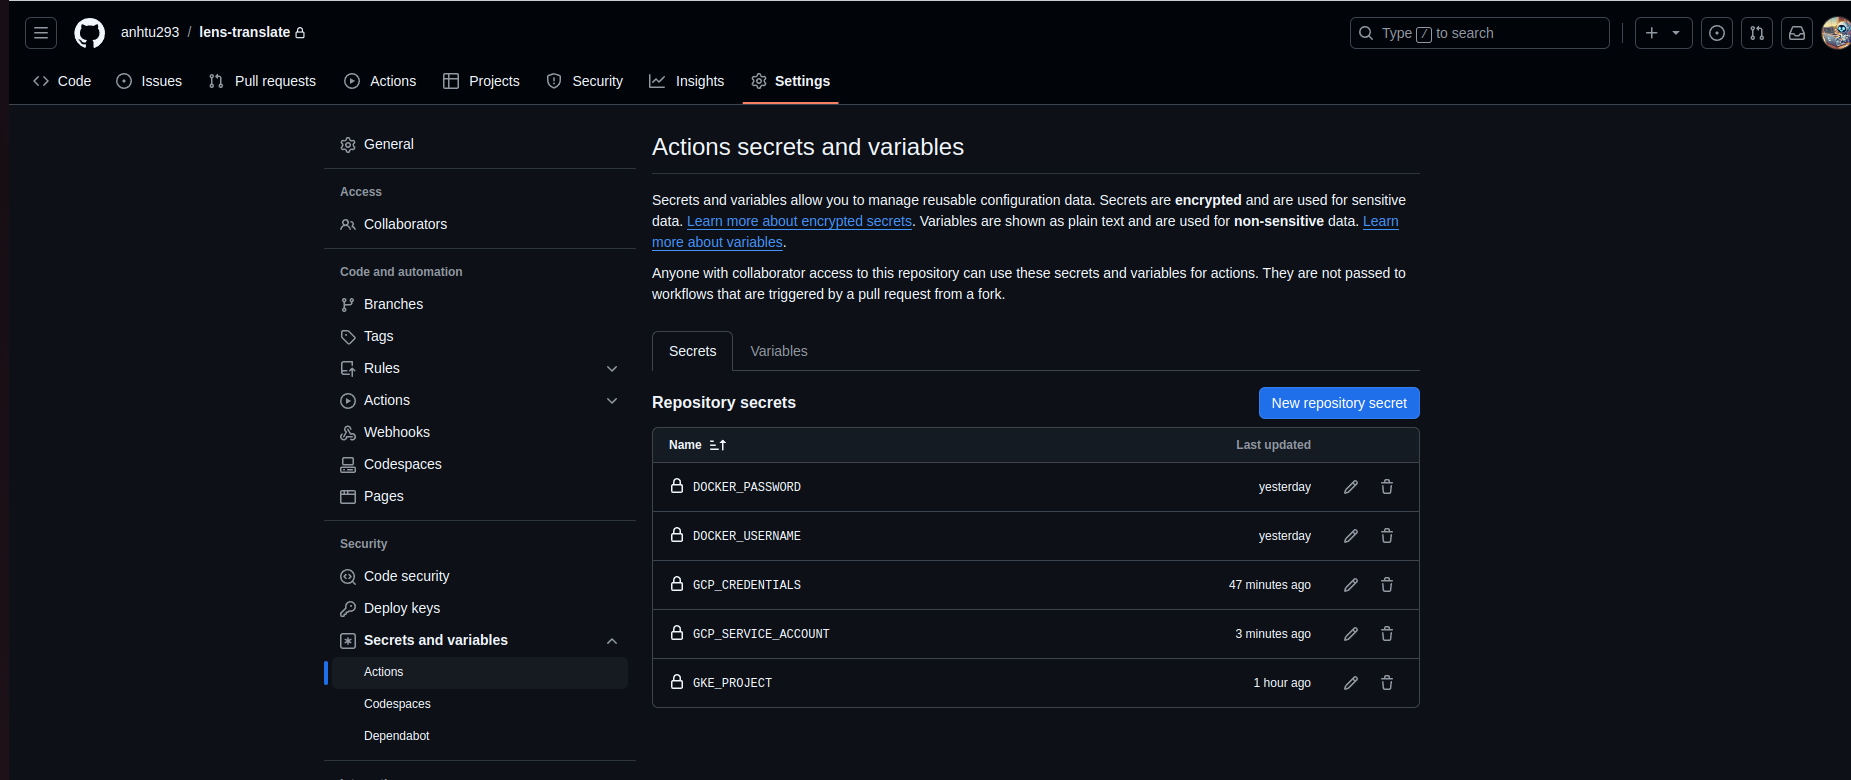 anhtu293 / lens-translate
Type / to search
Code
Issues
Pull requests
Actions
Projects
Security
Insights
Settings
General
Access
Collaborators
Code and automation
Branches
Tags
Rules
Actions
Webhooks
Codespaces
Pages
Security
Code security
Deploy keys
Secrets and variables
Actions
Codespaces
Dependabot
Actions secrets and variables
Secrets and variables allow you to manage reusable configuration data. Secrets are encrypted and are used for sensitive
data. Learn more about encrypted secrets. Variables are shown as plain text and are used for non-sensitive data. Learn
more about variables.
Anyone with collaborator access to this repository can use these secrets and variables for actions. They are not passed to
workflows that are triggered by a pull request from a fork.
Secrets
Variables
Repository secrets
New repository secret
Name
Last updated
DOCKER_PASSWORD yesterday
DOCKER_USERNAME yesterday
GCP_CREDENTIALS 47 minutes ago
GCP_SERVICE_ACCOUNT 3 minutes ago
GKE_PROJECT 1 hour ago